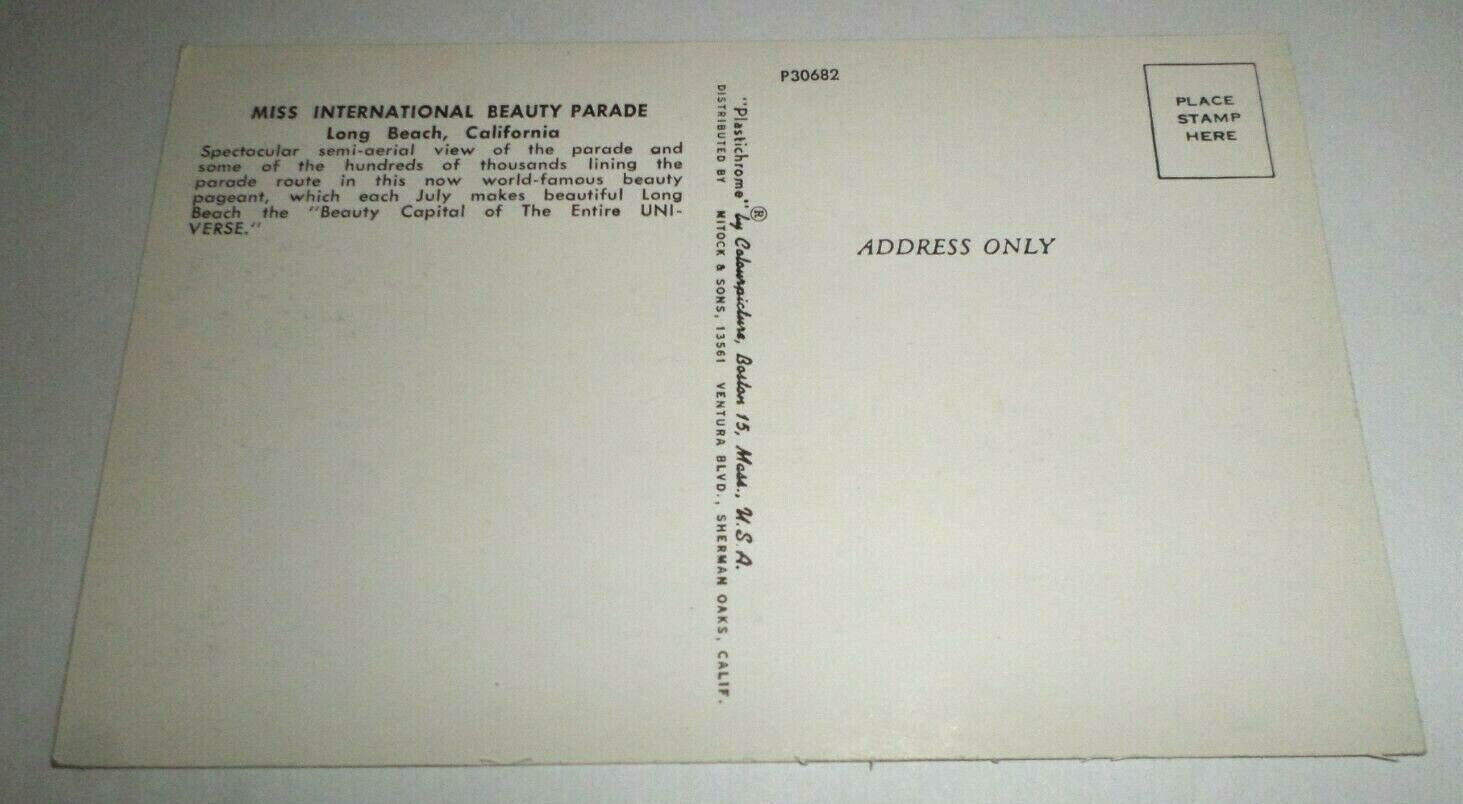 MISS INTERNATIONAL BEAUTY PARADE
Long Beach, California
Spectacular semi-aerial view of the parade and
some of the hundreds of thousands lining the
parade route in this now world-famous beauty
pageant, which each July makes beautiful Long
Beach the "Beauty Capital of The Entire UNI-
VERSE."
"Plastichrome"® by Colourpicture, Boston 15, Mass., U.S.A.
DISTRIBUTED BY MITOCK & SONS, 13561 VENTURA BLVD., SHERMAN OAKS, CALIF.
P30682
PLACE
STAMP
HERE
ADDRESS ONLY